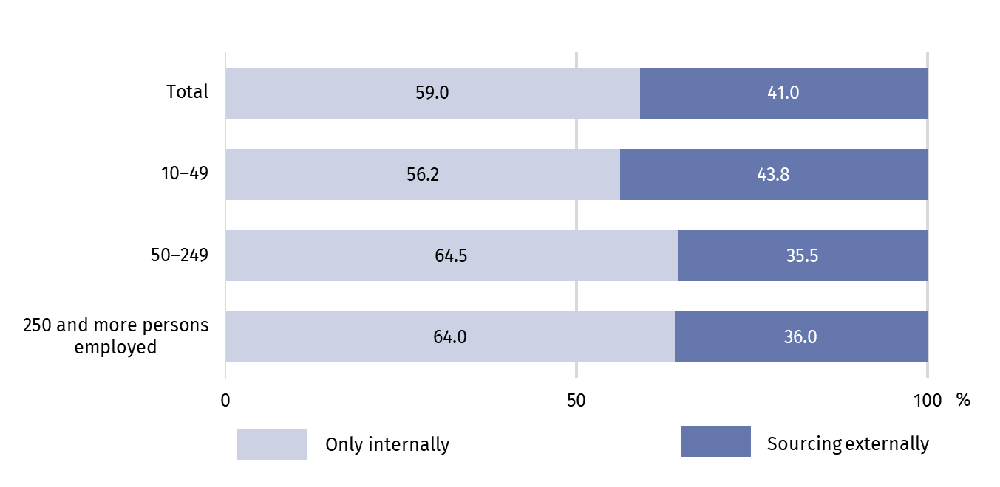 Total
59.0
41.0
10–49
56.2
43.8
50–249
64.5
35.5
250 and more persons
employed
64.0
36.0
0
50
100 %
Only internally
Sourcing externally